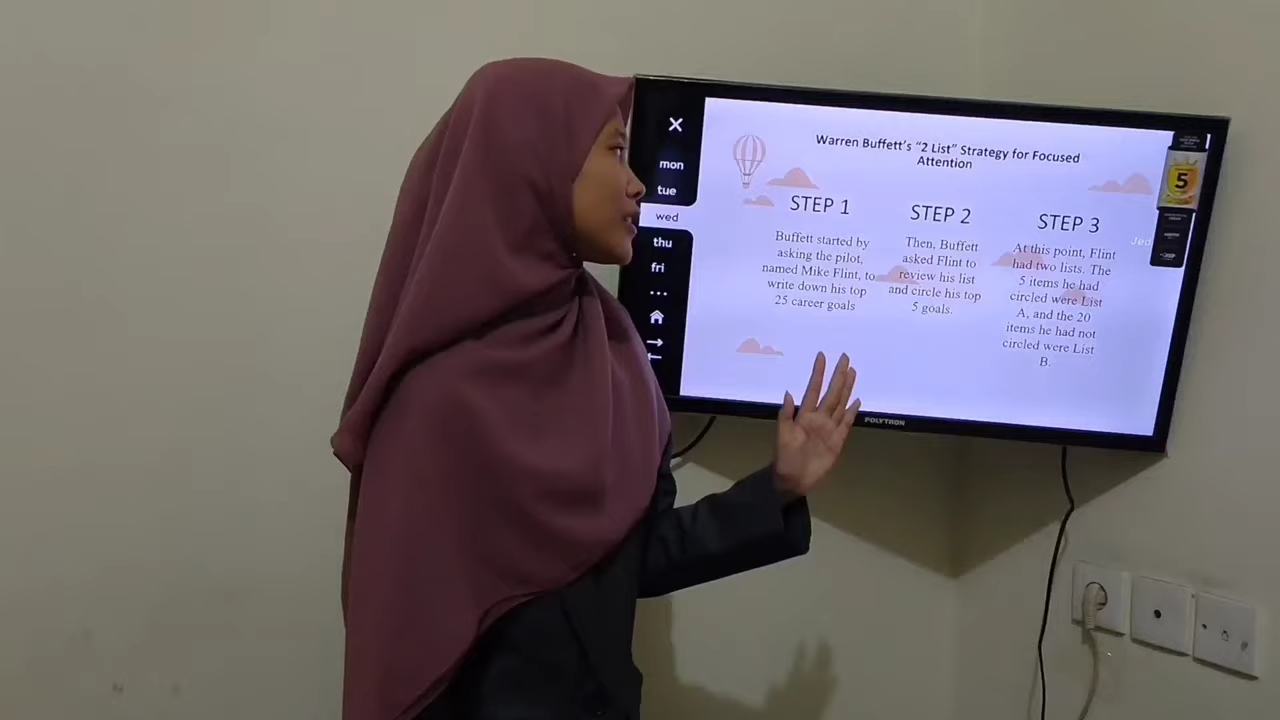 Warren Buffett's "2 List" Strategy for Focused
Attention
mon
tue
wed
thu
fri
STEP 1
Buffett started by
asking the pilot,
named Mike Flint, to
write down his top
25 career goals
STEP 2
Then, Buffett
asked Flint to
review his list
and circle his top
5 goals.
STEP 3
At this point, Flint
had two lists. The
5 items he had
circled were List
A, and the 20
items he had not
circled were List
B.
5
POLYTRON